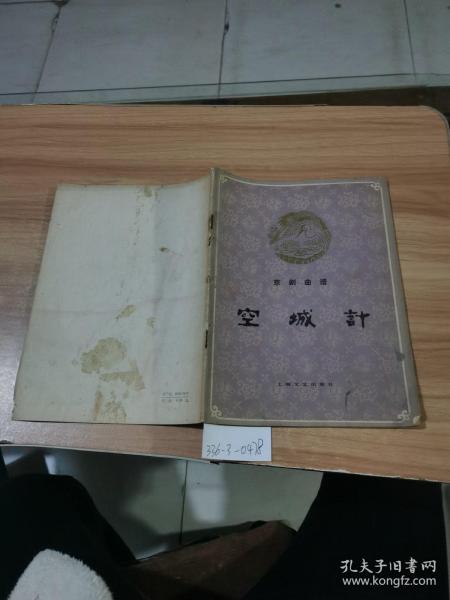 京剧曲谱
空城計
上海文艺出版社
336-3-0478
孔夫子旧书网
www.kongfz.com